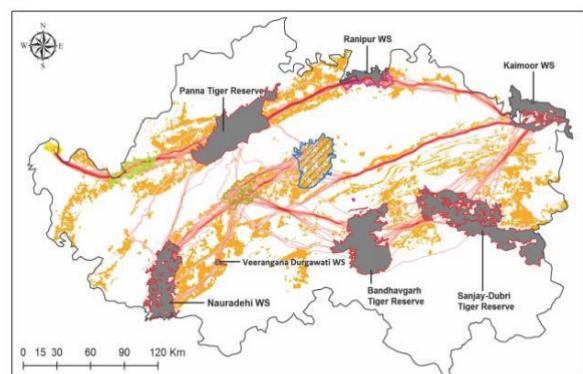 N
W E
S
Ranipur WS
Kaimoor WS
Panna Tiger Reserve
Veerangana Durgawati WS
Nauradehi WS
Bandhavgarh
Tiger Reserve
Sanjay-Dubri
Tiger Reserve
0 15 30 60 90 120 Km